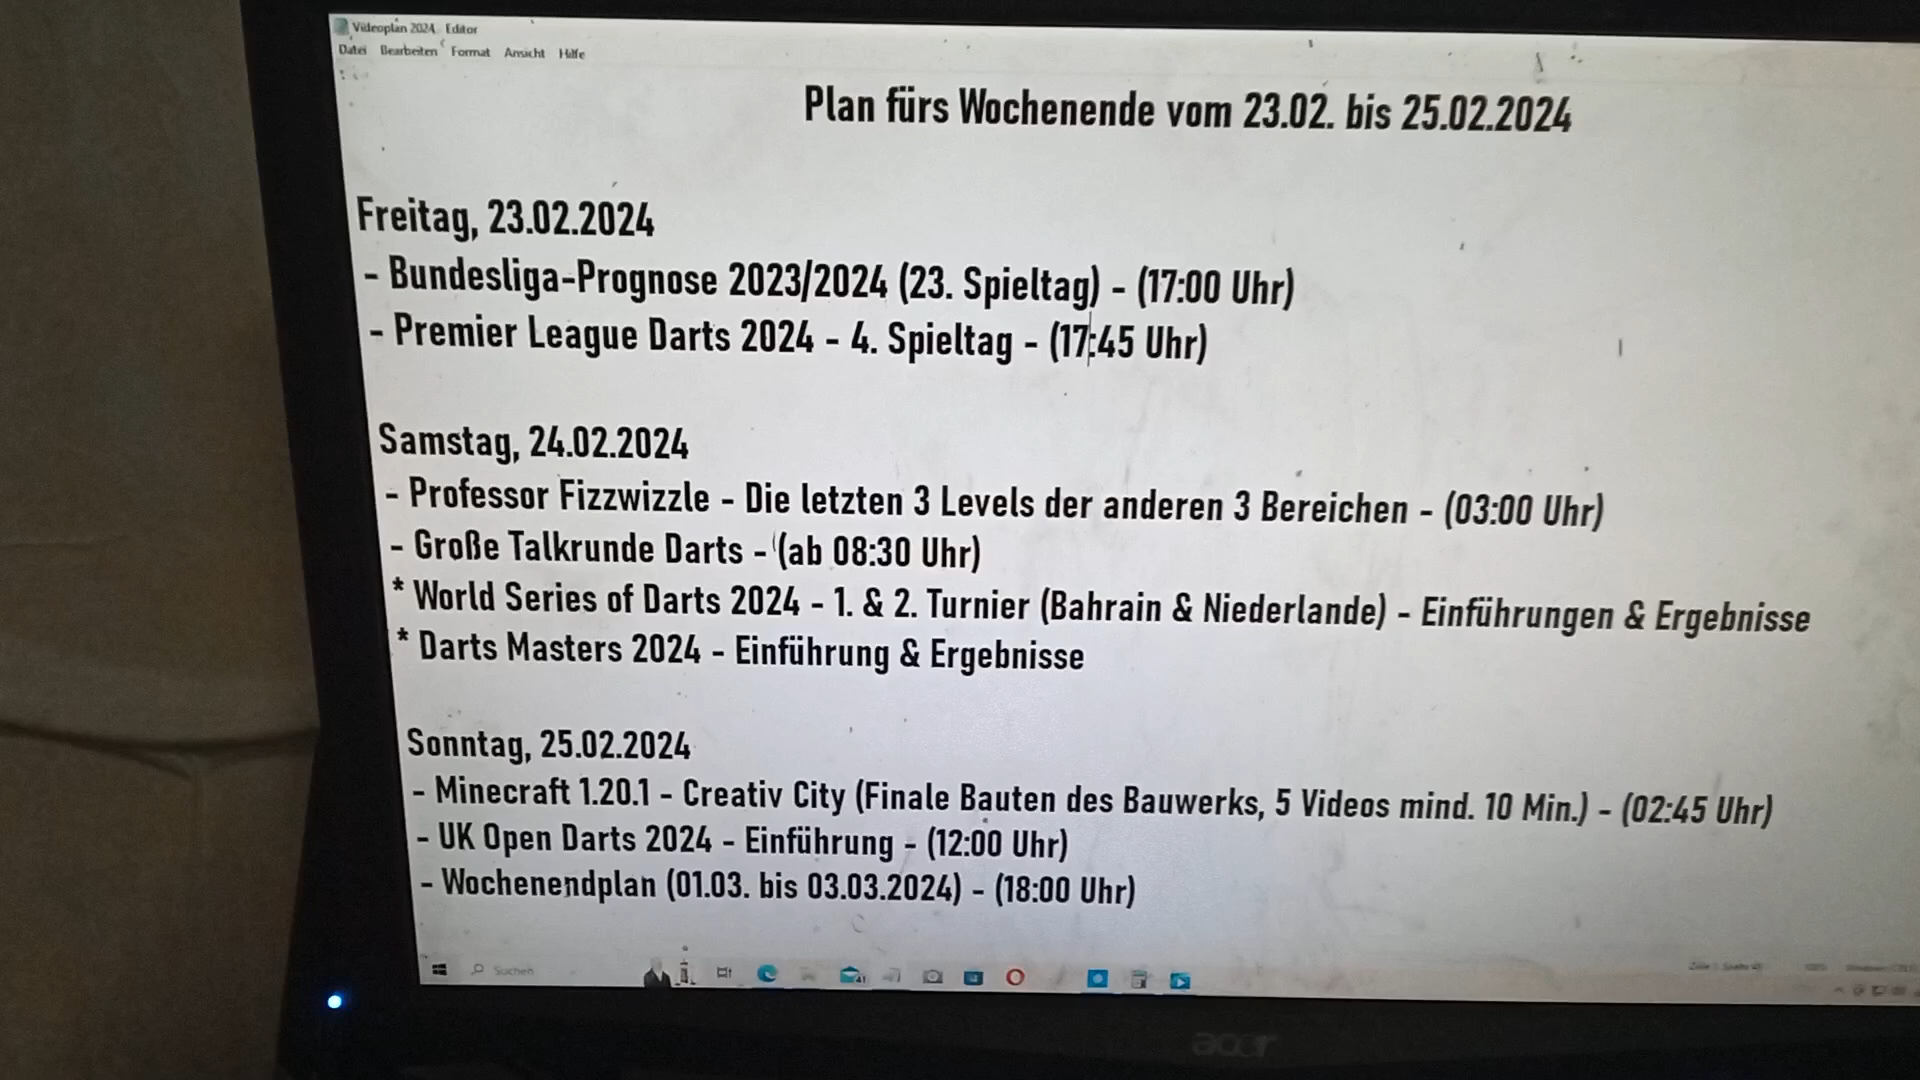 Videoplan 2024 Editor
Datei Bearbeiten Format Ansicht Hilfe
Plan fürs Wochenende vom 23.02. bis 25.02.2024
Freitag, 23.02.2024
- Bundesliga-Prognose 2023/2024 (23. Spieltag) - (17:00 Uhr)
- Premier League Darts 2024 - 4. Spieltag - (17:45 Uhr)
Samstag, 24.02.2024
- Professor Fizzwizzle - Die letzten 3 Levels der anderen 3 Bereichen - (03:00 Uhr)
- Große Talkrunde Darts - (ab 08:30 Uhr)
* World Series of Darts 2024 - 1. & 2. Turnier (Bahrain & Niederlande) - Einführungen & Ergebnisse
* Darts Masters 2024 - Einführung & Ergebnisse
Sonntag, 25.02.2024
- Minecraft 1.20.1 - Creativ City (Finale Bauten des Bauwerks, 5 Videos mind. 10 Min.) - (02:45 Uhr)
- UK Open Darts 2024 - Einführung - (12:00 Uhr)
- Wochenendplan (01.03. bis 03.03.2024) - (18:00 Uhr)
Suchen
acer